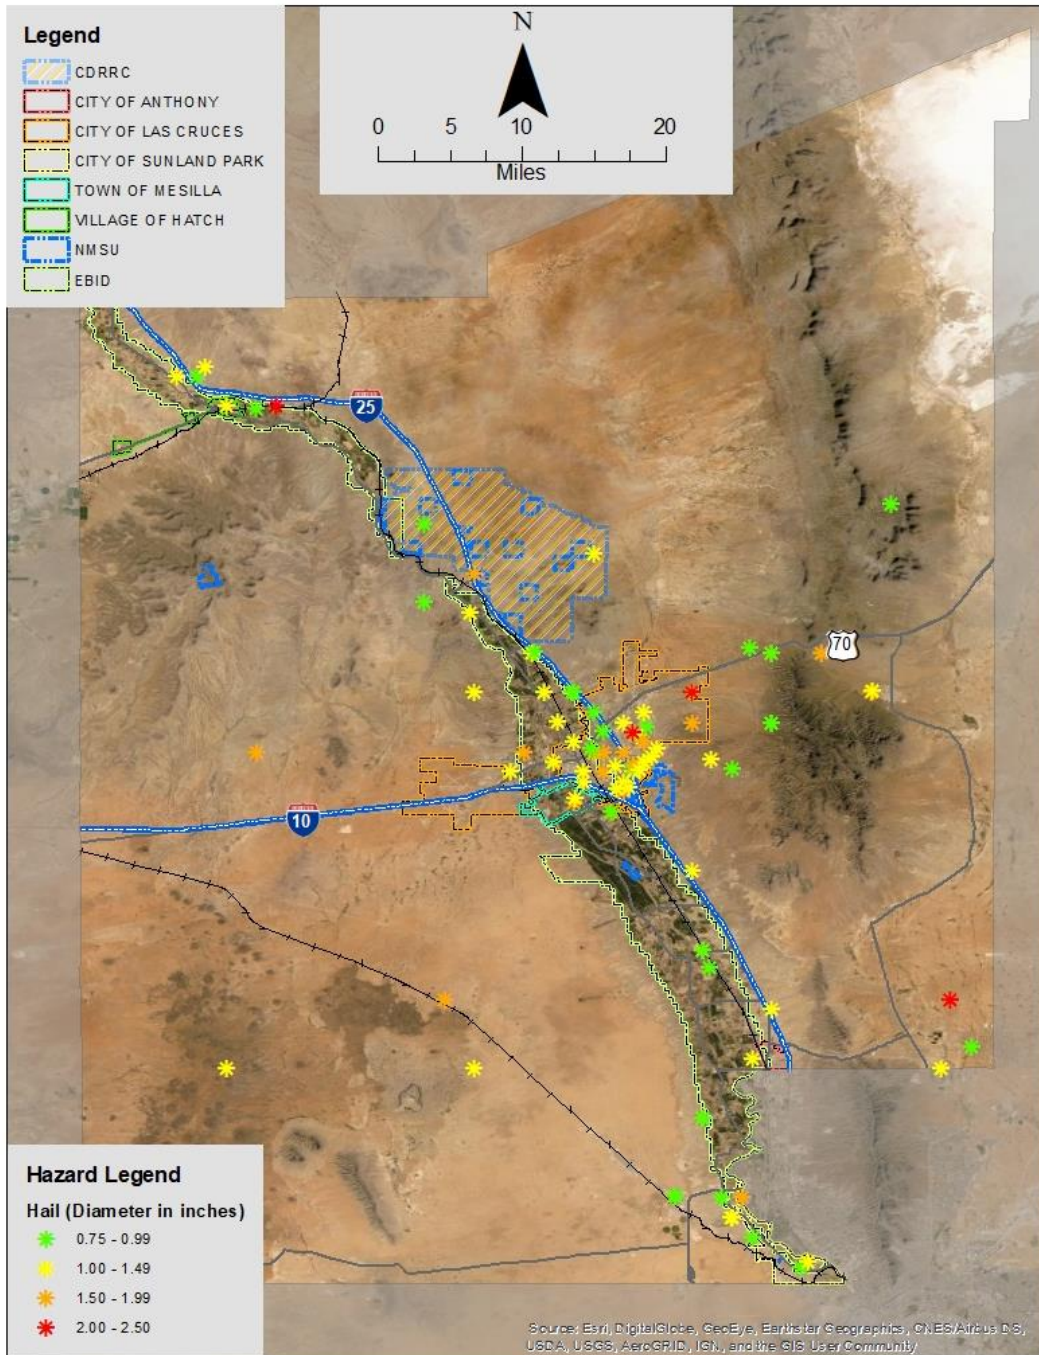 Legend
CDRRC
CITY OF ANTHONY
CITY OF LAS CRUCES
CITY OF SUNLAND PARK
TOWN OF MESILLA
VILLAGE OF HATCH
NMSU
EBID
N
0 5 10 20
Miles
25
70
10
Hazard Legend
Hail (Diameter in inches)
0.75 - 0.99
1.00 - 1.49
1.50 - 1.99
2.00 - 2.50
Source: Esri, DigitalGlobe, GeoEye, Earthstar Geographics, CNES/Airbus DS,
USDA, USGS, AeroGRID, IGN, and the GIS User Community